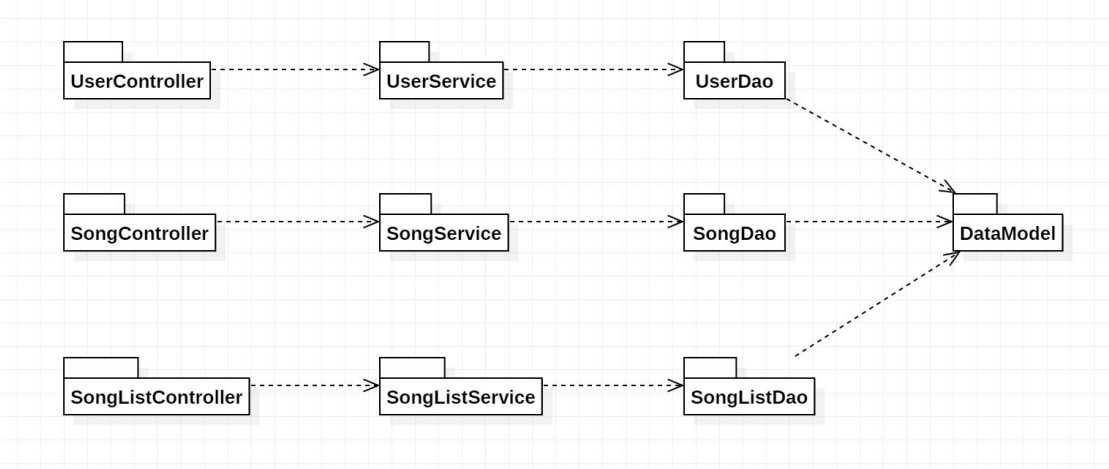 UserController
UserService
UserDao
SongController
SongService
SongDao
DataModel
SongListController
SongListService
SongListDao